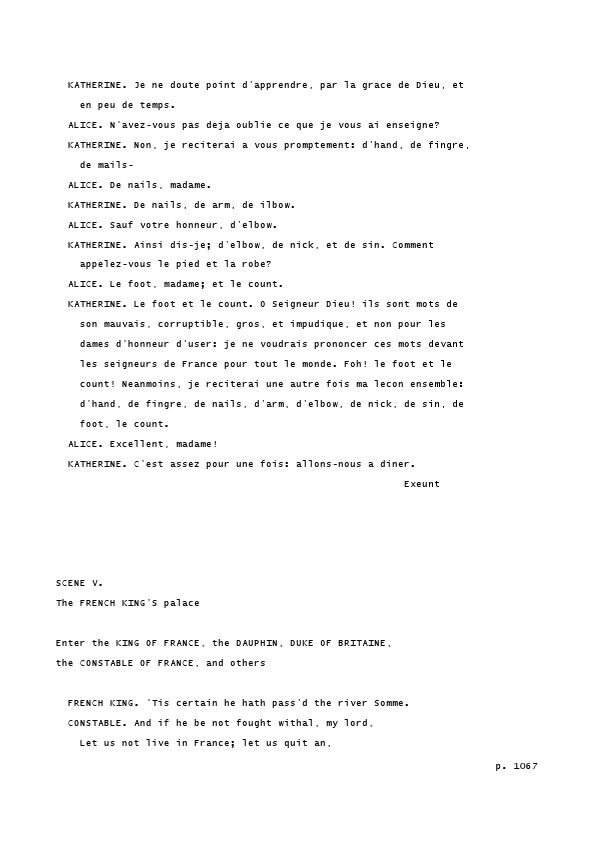 KATHERINE. Je ne doute point d'apprendre, par la grace de Dieu, et
en peu de temps.
ALICE. N'avez-vous pas deja oublie ce que je vous ai enseigne?
KATHERINE. Non, je reciterai a vous promptement: d'hand, de fingre,
de mails-
ALICE. De nails, madame.
KATHERINE. De nails, de arm, de ilbow.
ALICE. Sauf votre honneur, d'elbow.
KATHERINE. Ainsi dis-je; d'elbow, de nick, et de sin. Comment
appelez-vous le pied et la robe?
ALICE. Le foot, madame; et le count.
KATHERINE. Le foot et le count. O Seigneur Dieu! ils sont mots de
son mauvais, corruptible, gros, et impudique, et non pour les
dames d'honneur d'user: je ne voudrais prononcer ces mots devant
les seigneurs de France pour tout le monde. Foh! le foot et le
count! Neanmoins, je reciterai une autre fois ma lecon ensemble:
d'hand, de fingre, de nails, d'arm, d'elbow, de nick, de sin, de
foot, le count.
ALICE. Excellent, madame!
KATHERINE. C'est assez pour une fois: allons-nous a diner.
Exeunt
SCENE V.
The FRENCH KING'S palace
Enter the KING OF FRANCE, the DAUPHIN, DUKE OF BRITAINE,
the CONSTABLE OF FRANCE, and others
FRENCH KING. 'Tis certain he hath pass'd the river Somme.
CONSTABLE. And if he be not fought withal, my lord,
Let us not live in France; let us quit an,
p. 1067